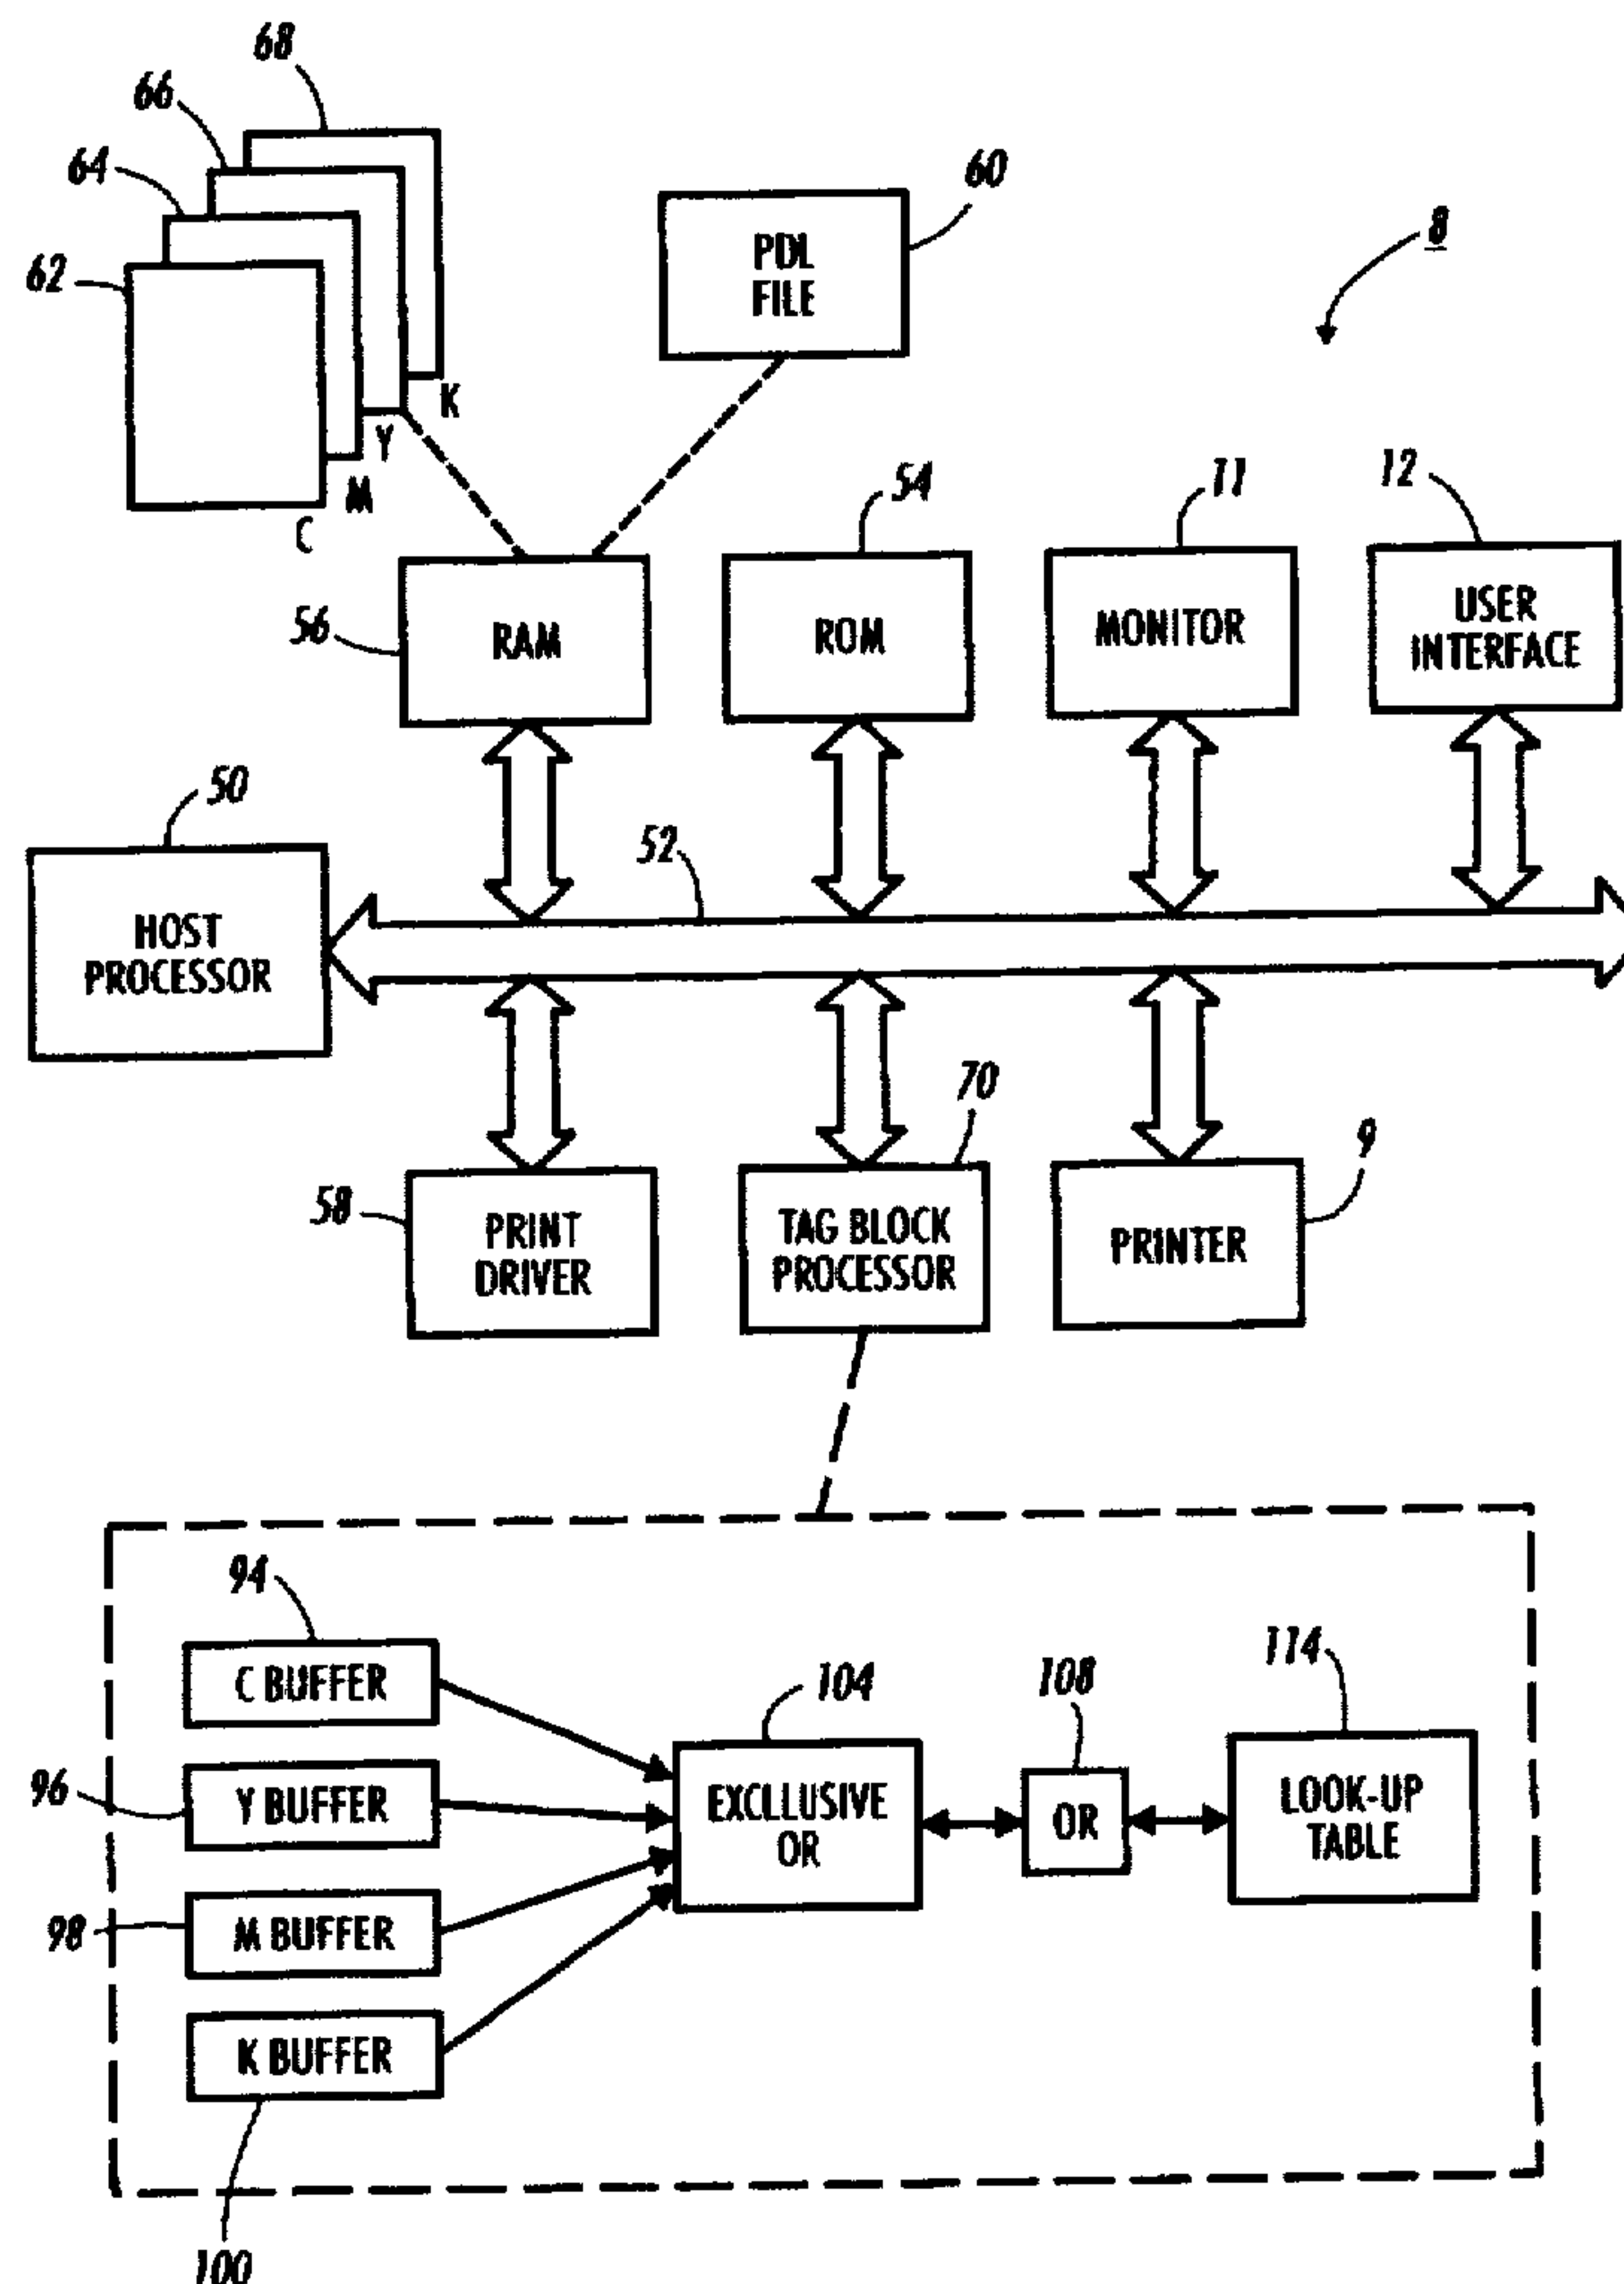 68
66
64
60
62
PDL
FILE
8
K
Y
M
C
54
11
12
56
RAM
ROM
MONITOR
USER
INTERFACE
50
52
HOST
PROCESSOR
70
9
58
PRINT
DRIVER
TAG BLOCK
PROCESSOR
PRINTER
94
C BUFFER
104
108
114
96
Y BUFFER
EXCLLUSIVE
OR
OR
LOOK-UP
TABLE
98
M BUFFER
K BUFFER
100